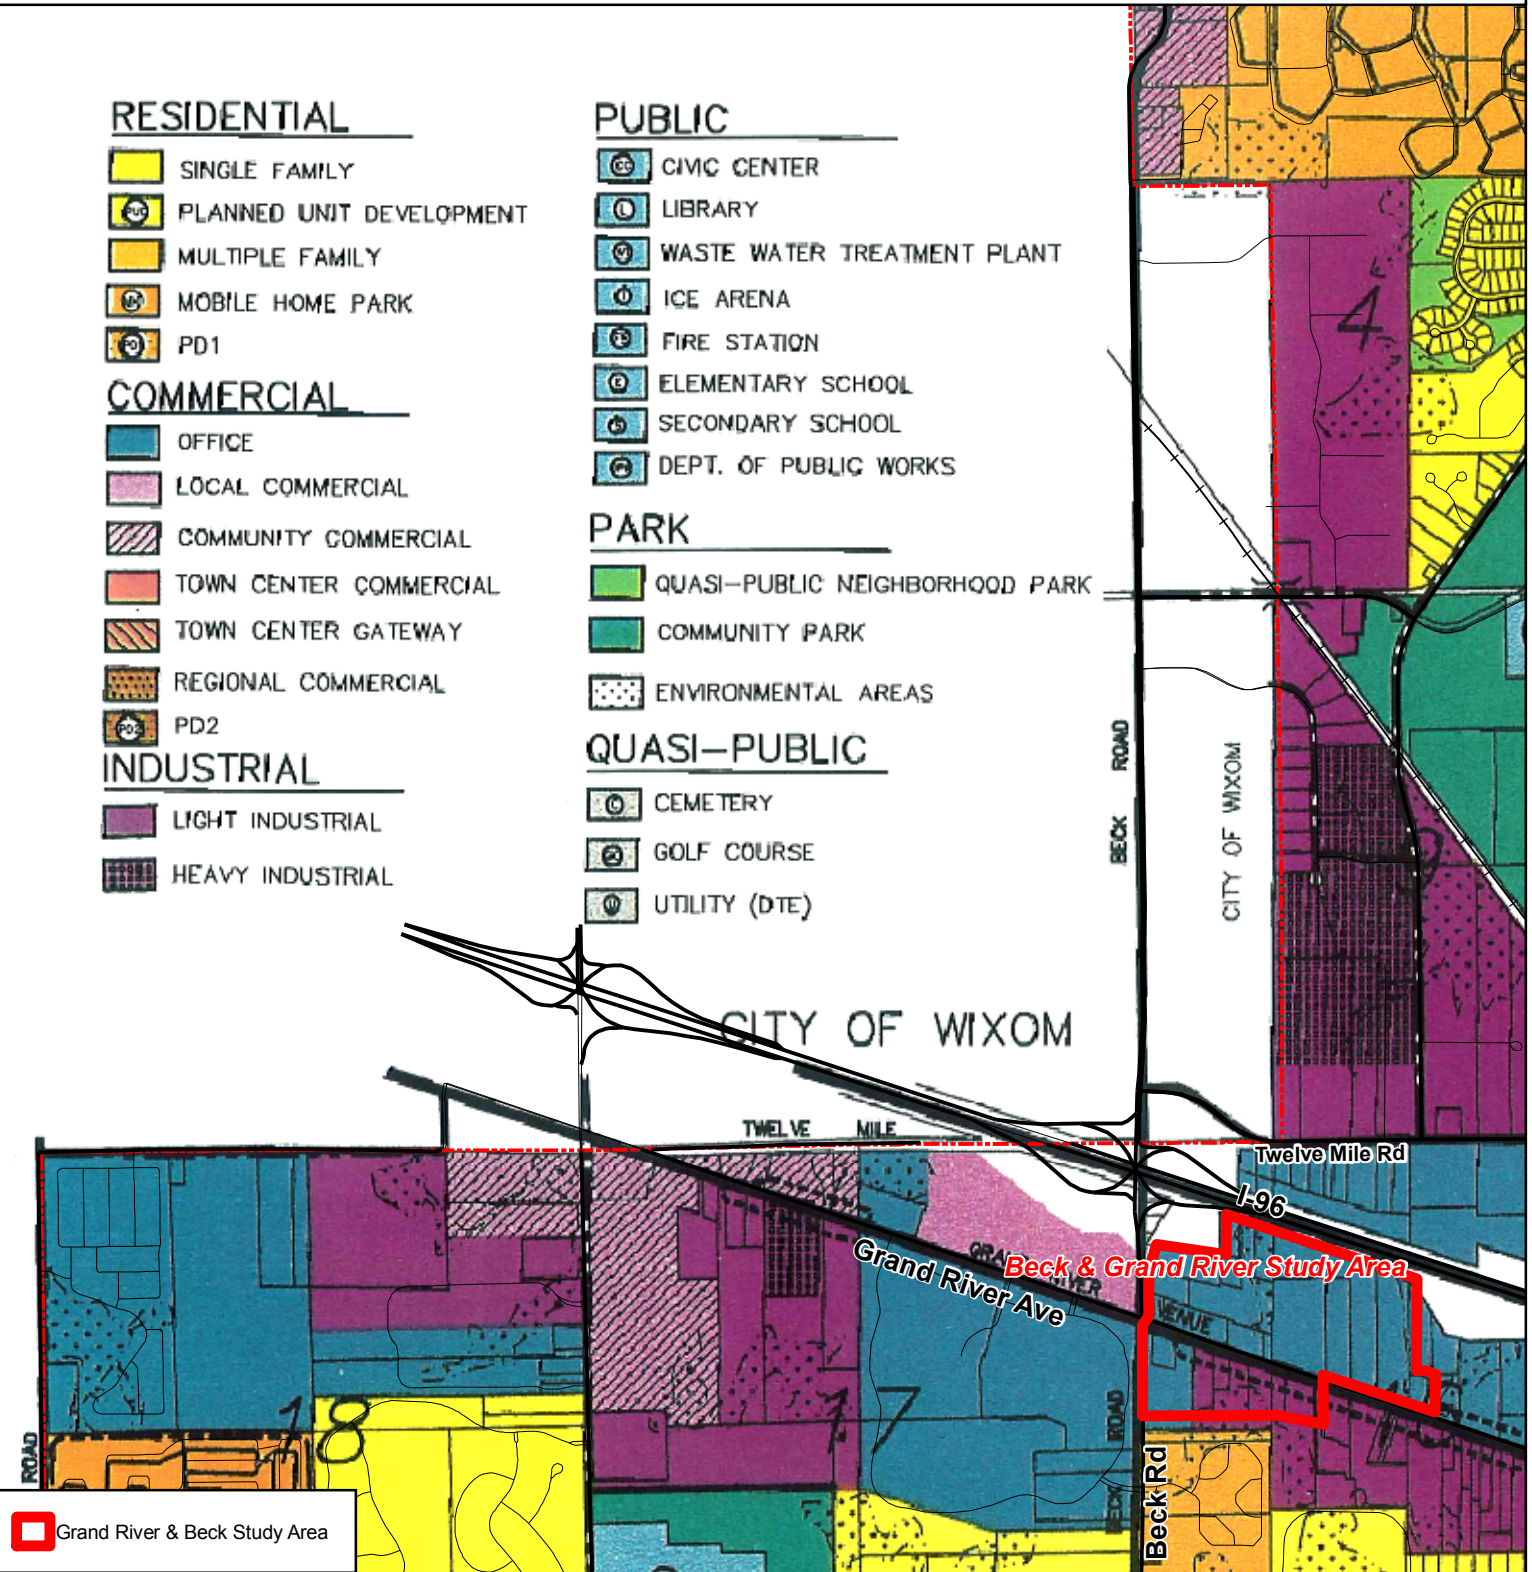 RESIDENTIAL
SINGLE FAMILY
PUD
PLANNED UNIT DEVELOPMENT
MULTIPLE FAMILY
MOBILE HOME PARK
PD1
COMMERCIAL
OFFICE
LOCAL COMMERCIAL
COMMUNITY COMMERCIAL
TOWN CENTER COMMERCIAL
TOWN CENTER GATEWAY
REGIONAL COMMERCIAL
PD2
PD2
INDUSTRIAL
LIGHT INDUSTRIAL
HEAVY INDUSTRIAL
PUBLIC
CIVIC CENTER
L
LIBRARY
WASTE WATER TREATMENT PLANT
I
ICE ARENA
FIRE STATION
E
ELEMENTARY SCHOOL
S
SECONDARY SCHOOL
DEPT. OF PUBLIC WORKS
PARK
QUASI-PUBLIC NEIGHBORHOOD PARK
COMMUNITY PARK
ENVIRONMENTAL AREAS
QUASI-PUBLIC
C
CEMETERY
GOLF COURSE
U
UTILITY (DTE)
4
9
BECK ROAD
CITY OF WIXOM
CITY OF WIXOM
TWELVE MILE
Twelve Mile Rd
I-96
GRAND RIVER
Beck & Grand River Study Area
Grand River Ave
VENUE
18
17
ROAD
BECK ROAD
Beck Rd
Grand River & Beck Study Area